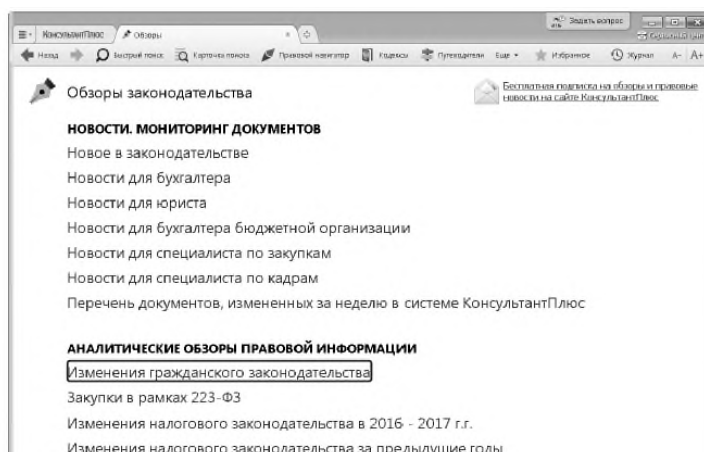 Задать вопрос
КонсультантПлюс Обзоры
Сервисный центр
Назад Быстрый поиск Карточка поиска Правовой навигатор Кодексы Путеводители Еще Избранное Журнал A- A+
Обзоры законодательства
Бесплатная подписка на обзоры и правовые
новости на сайте КонсультантПлюс
НОВОСТИ. МОНИТОРИНГ ДОКУМЕНТОВ
Новое в законодательстве
Новости для бухгалтера
Новости для юриста
Новости для бухгалтера бюджетной организации
Новости для специалиста по закупкам
Новости для специалиста по кадрам
Перечень документов, измененных за неделю в системе КонсультантПлюс
АНАЛИТИЧЕСКИЕ ОБЗОРЫ ПРАВОВОЙ ИНФОРМАЦИИ
Изменения гражданского законодательства
Закупки в рамках 223-ФЗ
Изменения налогового законодательства в 2016 - 2017 г.г.
Изменения налогового законодательства за предыдущие годы